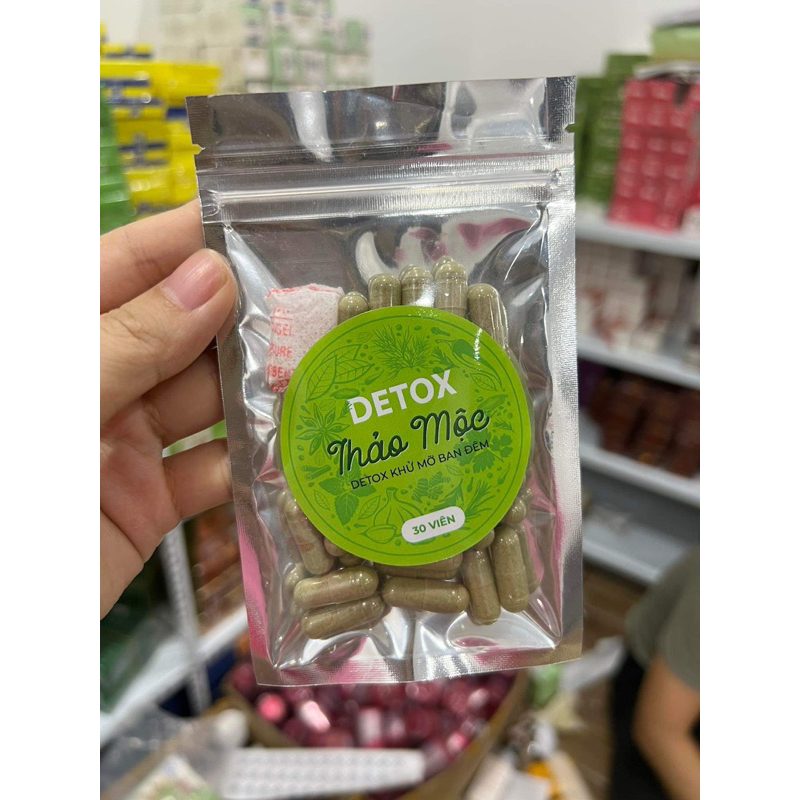 DETOX
Thảo Mộc
DETOX KHỬ MỠ BAN ĐÊM
30 VIÊN